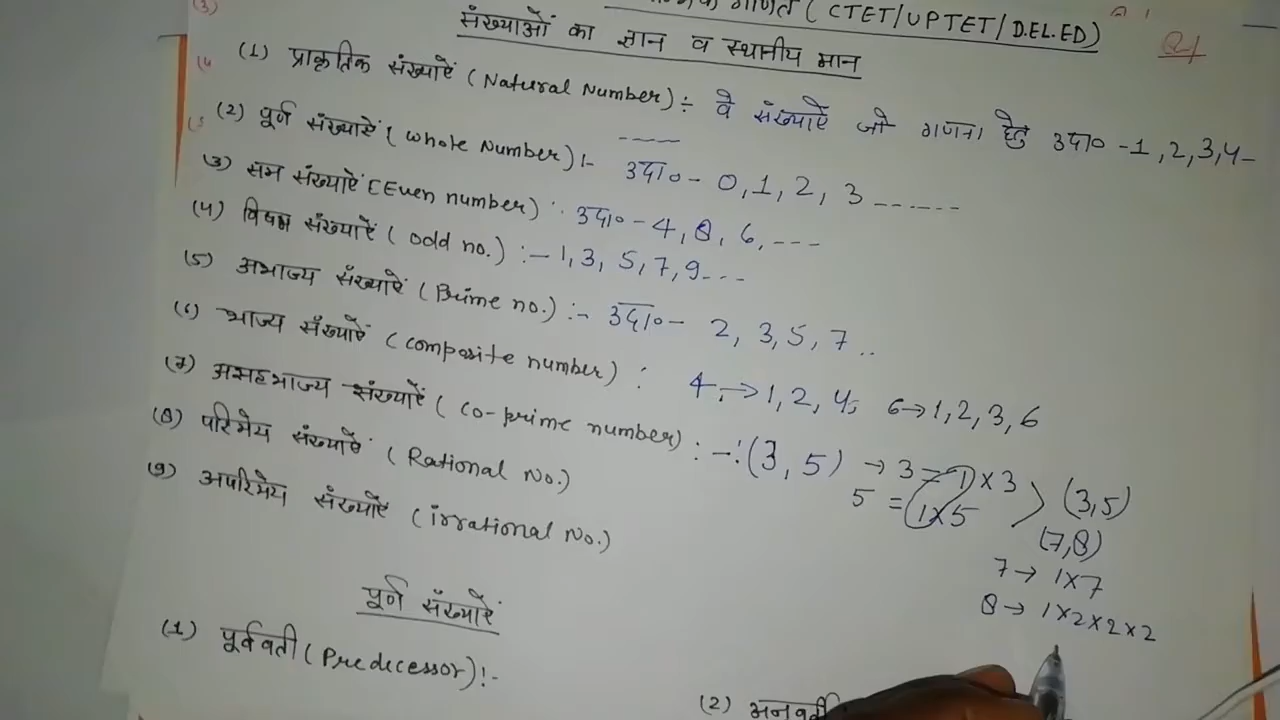 गणित ( CTET/UPTET/D.EL.ED)
संख्याओं का ज्ञान व स्थानीय मान
(1) प्राकृतिक संख्याऐं (Natural Number) ÷ वे संख्याऐं जो गणना हेतु उदा० -1,2,3,4-
(2) पूर्ण संख्याऐं (Whole Number) :- उदा० - 0, 1, 2, 3 ------
(3) सम संख्याऐं (Even number) : उदा० - 4, 8, 6, ---
(4) विषम संख्याऐं ( odd no.) :- 1, 3, 5, 7, 9---
(5) अभाज्य संख्याऐं (Prime no.) :- उदा० - 2, 3, 5, 7 ..
(6) भाज्य संख्याऐं (Composite number) : 4, → 1, 2, 4, 6 → 1, 2, 3, 6
(7) असहभाज्य संख्याऐं ( Co-prime number) : -: (3, 5) → 3 = 1 × 3
5 = 1×5 (3,5)
(8) परिमेय संख्याऐं (Rational No.)
(7,8)
(9) अपरिमेय संख्याऐं (irrational No.)
7 → 1×7
8 → 1×2×2×2
पूर्ण संख्याऐं
(1) पूर्ववर्ती (Predecessor) :-
(2)